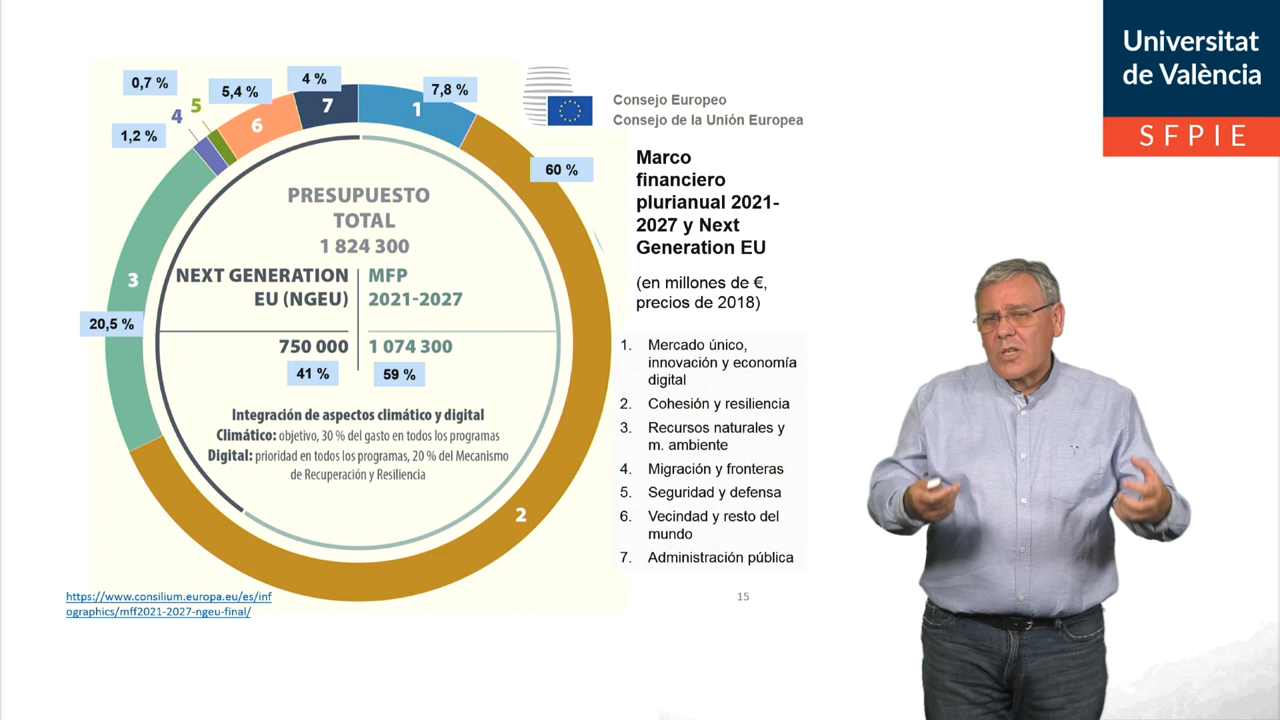 Universitat
de València
SFPIE
Consejo Europeo
Consejo de la Unión Europea
0,7 %
5,4 %
4 %
7,8 %
1,2 %
60 %
20,5 %
1
2
3
4
5
6
7
PRESUPUESTO
TOTAL
1 824 300
NEXT GENERATION
EU (NGEU)
750 000
41 %
MFP
2021-2027
1 074 300
59 %
Integración de aspectos climático y digital
Climático: objetivo, 30 % del gasto en todos los programas
Digital: prioridad en todos los programas, 20 % del Mecanismo
de Recuperación y Resiliencia
Marco
financiero
plurianual 2021-
2027 y Next
Generation EU
(en millones de €,
precios de 2018)
1. Mercado único,
innovación y economía
digital
2. Cohesión y resiliencia
3. Recursos naturales y
m. ambiente
4. Migración y fronteras
5. Seguridad y defensa
6. Vecindad y resto del
mundo
7. Administración pública
https://www.consilium.europa.eu/es/inf
ographics/mff2021-2027-ngeu-final/
15